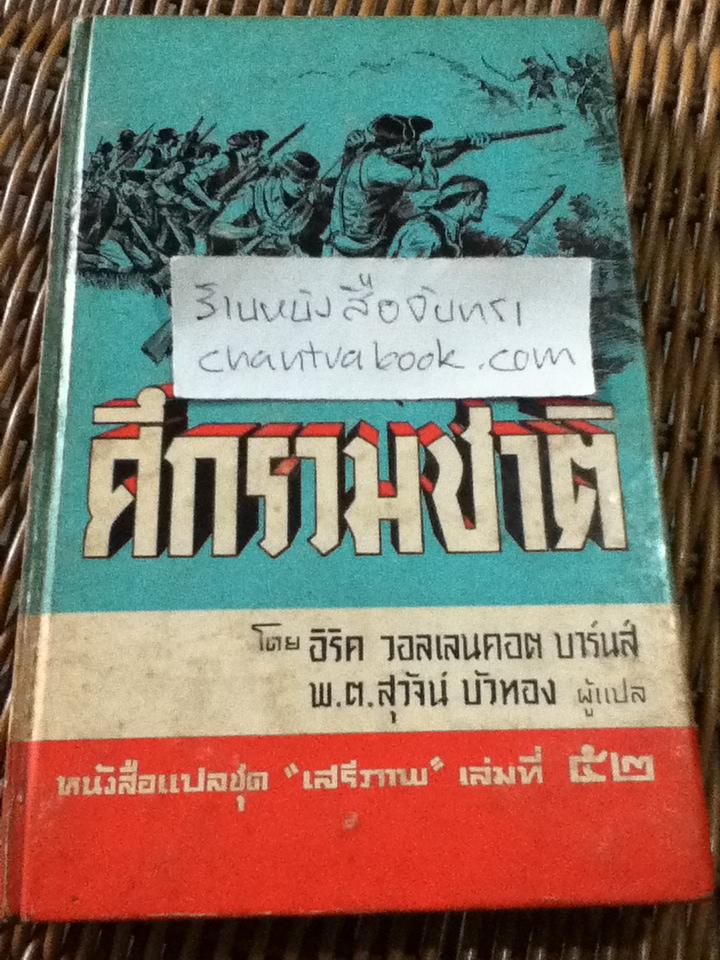 ร้านหนังสือจันทรา
chantrabook.com
ศึกรามชาติ
โดย อิริค วอลเลนคอต บาร์นส์
พ.ต.สุวัจน์ บัวทอง ผู้แปล
หนังสือแปลชุด "เสรีภาพ" เล่มที่ ๕๒